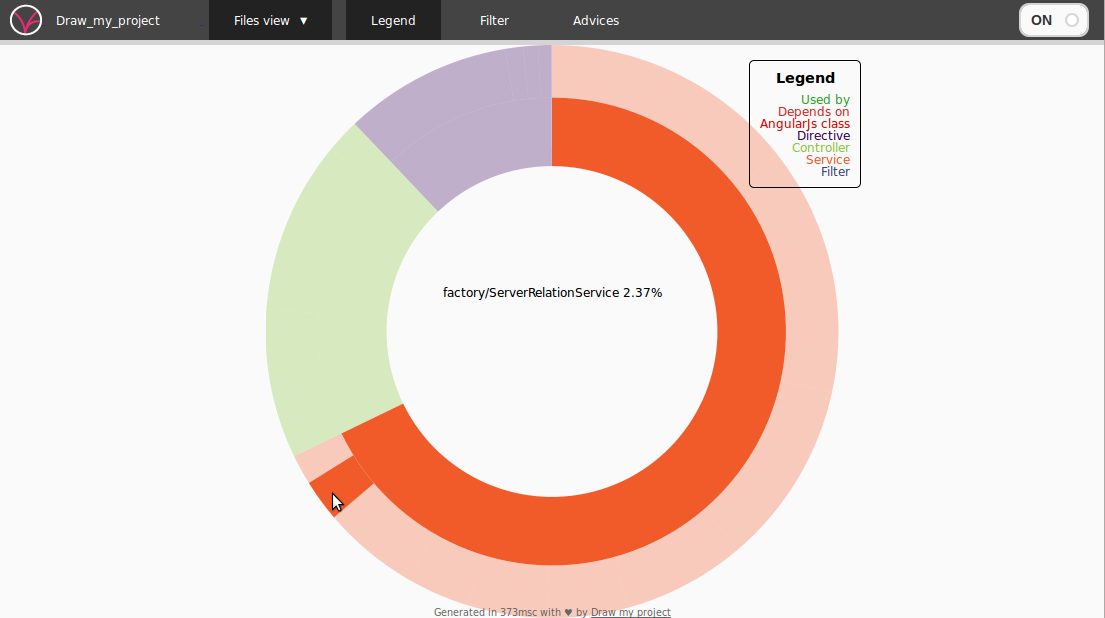 Draw_my_project
Files view ▼
Legend
Filter
Advices
ON
Legend
Used by
Depends on
AngularJs class
Directive
Controller
Service
Filter
factory/ServerRelationService 2.37%
Generated in 373msc with ♥ by Draw my project